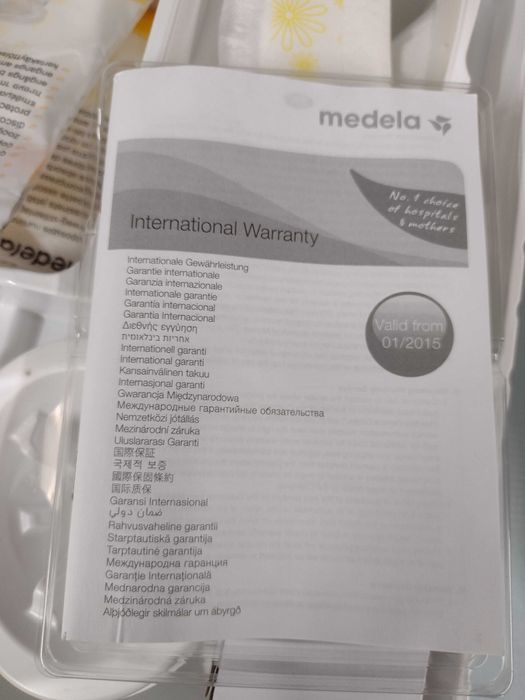 medela
No. 1 choice
of hospitals
& mothers
International Warranty
Internationale Gewährleistung
Garantie internationale
Garanzia internazionale
Internationale garantie
Garantía internacional
Garantia Internacional
Διεθνής εγγύηση
אחריות בינלאומית
Internationell garanti
International garanti
Kansainvälinen takuu
Internasjonal garanti
Gwarancja Międzynarodowa
Международные гарантийные обязательства
Nemzetközi jótállás
Mezinárodní záruka
Uluslararası Garanti
国際保証
국제적 보증
國際保固條約
国际质保
Garansi Internasional
ضمان دولي
Rahvusvaheline garantii
Starptautiskā garantija
Tarptautinė garantija
Международна гаранция
Garanție Internațională
Mednarodna garancija
Medzinárodná záruka
Alþjóðlegir skilmálar um ábyrgð
Valid from
01/2015